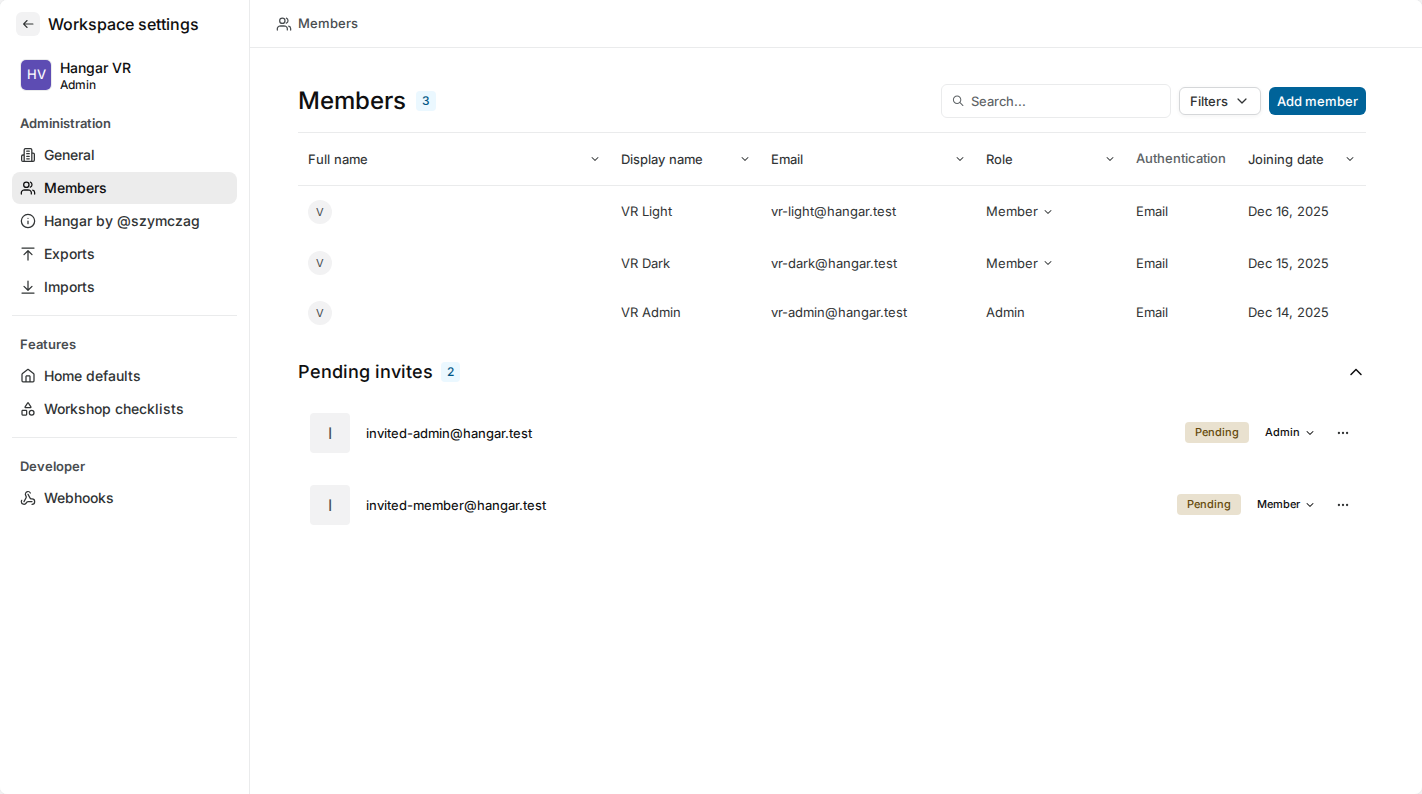 Workspace settings
HV
Hangar VR
Admin
Administration
General
Members
Hangar by @szymczag
Exports
Imports
Features
Home defaults
Workshop checklists
Developer
Webhooks
Members
Members 3
Search...
Filters
Add member
Full name Display name Email Role Authentication Joining date
V VR Light vr-light@hangar.test Member Email Dec 16, 2025
V VR Dark vr-dark@hangar.test Member Email Dec 15, 2025
V VR Admin vr-admin@hangar.test Admin Email Dec 14, 2025
Pending invites 2
I invited-admin@hangar.test Pending Admin
I invited-member@hangar.test Pending Member